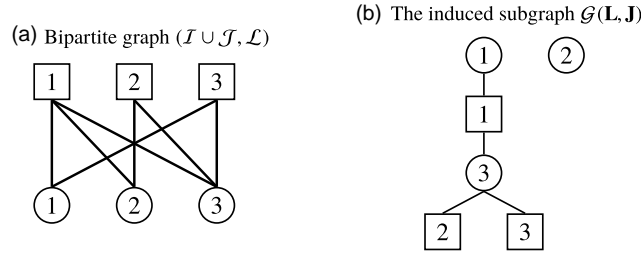 (a) Bipartite graph (𝓘 ∪ 𝓙, 𝓛)
1 2 3
1 2 3
(b) The induced subgraph 𝓖(𝐋, 𝐉)
1 2
1
3
2 3